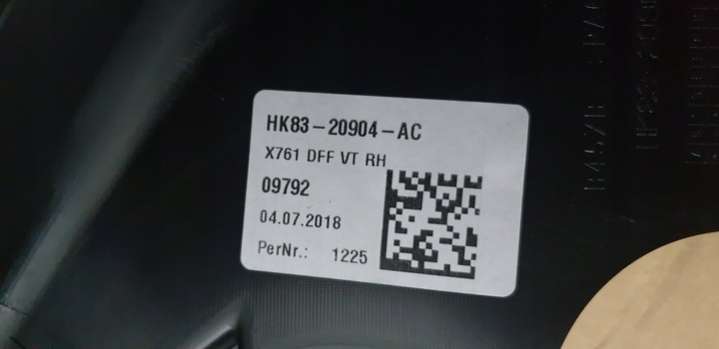 HK83-20904-AC
X761 DFF VT RH
09792
04.07.2018
PerNr.: 1225